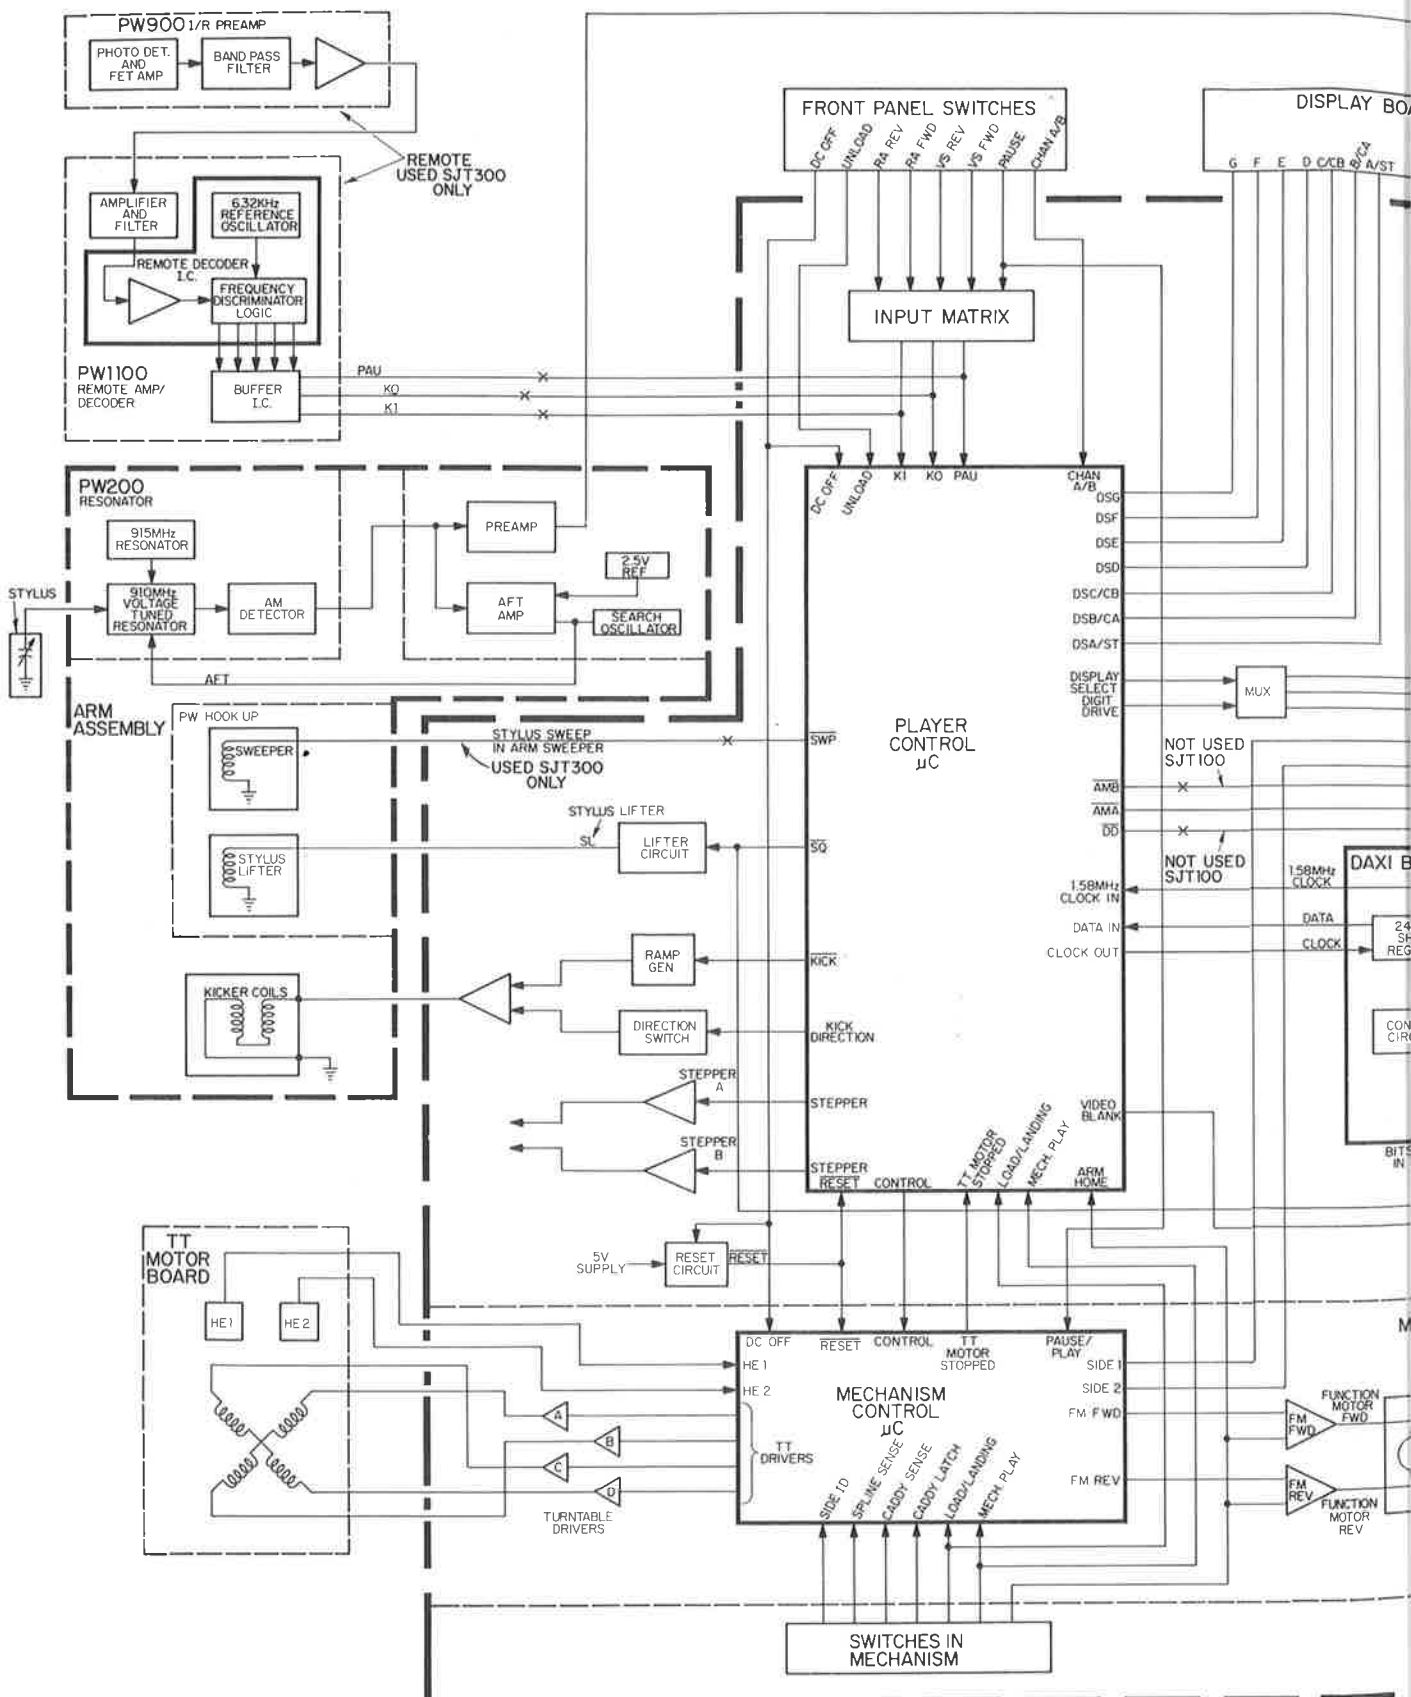 PW900 I/R PREAMP
PHOTO DET.
AND
FET AMP
BAND PASS
FILTER
REMOTE
USED SJT300
ONLY
AMPLIFIER
AND
FILTER
6.32KHz
REFERENCE
OSCILLATOR
REMOTE DECODER
I.C.
FREQUENCY
DISCRIMINATOR
LOGIC
PW1100
REMOTE AMP/
DECODER
BUFFER
I.C.
PAU
KO
K1
FRONT PANEL SWITCHES
DC OFF
UNLOAD
RA REV
RA FWD
VS REV
VS FWD
PAUSE
CHAN A/B
INPUT MATRIX
G
F
E
D
C/CB
B/CA
A/ST
PW200
RESONATOR
915MHz
RESONATOR
910MHz
VOLTAGE
TUNED
RESONATOR
AM
DETECTOR
STYLUS
PREAMP
2.5V
REF
AFT
AMP
SEARCH
OSCILLATOR
AFT
ARM
ASSEMBLY
PW HOOK UP
SWEEPER
STYLUS SWEEP
IN ARM SWEEPER
USED SJT300
ONLY
STYLUS
LIFTER
STYLUS LIFTER
SL
LIFTER
CIRCUIT
KICKER COILS
RAMP
GEN
DIRECTION
SWITCH
STEPPER
A
STEPPER
B
DC OFF
UNLOAD
K1
KO
PAU
CHAN
A/B
DSG
DSF
DSE
DSD
DSC/CB
DSB/CA
DSA/ST
DISPLAY
SELECT
DIGIT
DRIVE
MUX
PLAYER
CONTROL
µC
SWP
SQ
KICK
KICK
DIRECTION
STEPPER
STEPPER
RESET
CONTROL
TT MOTOR
STOPPED
LOAD/LANDING
MECH. PLAY
ARM
HOME
VIDEO
BLANK
AMB
AMA
DD
NOT USED
SJT100
NOT USED
SJT100
1.58MHz
CLOCK IN
DATA IN
CLOCK OUT
1.58MHz
CLOCK
DATA
CLOCK
TT
MOTOR
BOARD
HE1
HE2
5V
SUPPLY
RESET
CIRCUIT
RESET
DC OFF
RESET
CONTROL
TT
MOTOR
STOPPED
PAUSE/
PLAY
HE 1
HE 2
SIDE 1
SIDE 2
FM FWD
FM REV
MECHANISM
CONTROL
µC
TT
DRIVERS
A
B
C
D
TURNTABLE
DRIVERS
SIDE ID
SPLINE SENSE
CADDY SENSE
CADDY LATCH
LOAD/LANDING
MECH. PLAY
FM
FWD
FUNCTION
MOTOR
FWD
FM
REV
FUNCTION
MOTOR
REV
SWITCHES IN
MECHANISM